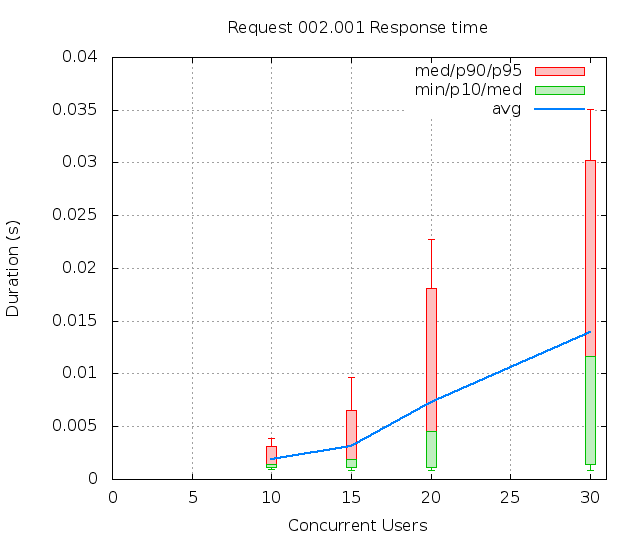 Request 002.001 Response time
0.04
0.035
0.03
0.025
0.02
0.015
0.01
0.005
0
med/p90/p95
min/p10/med
avg
Duration (s)
0 5 10 15 20 25 30
Concurrent Users